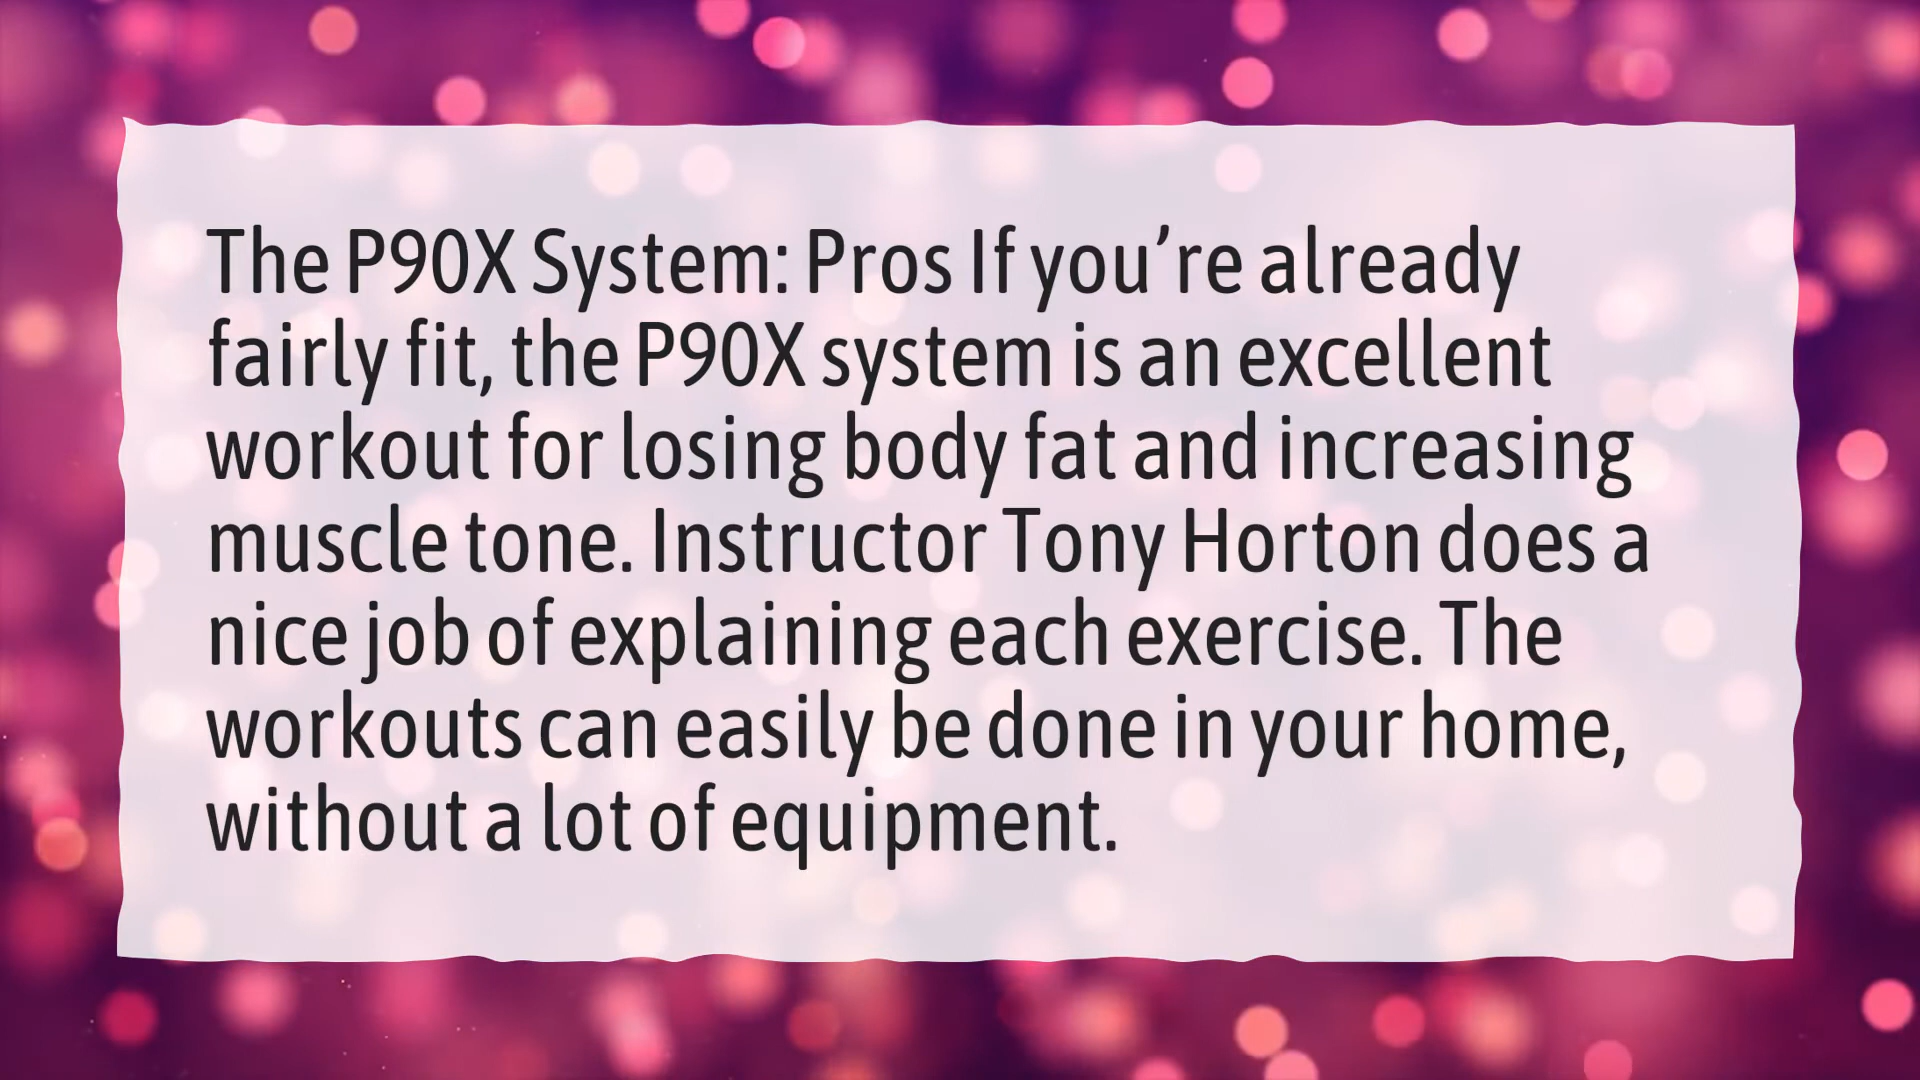 The P90X System: Pros If you’re already
fairly fit, the P90X system is an excellent
workout for losing body fat and increasing
muscle tone. Instructor Tony Horton does a
nice job of explaining each exercise. The
workouts can easily be done in your home,
without a lot of equipment.